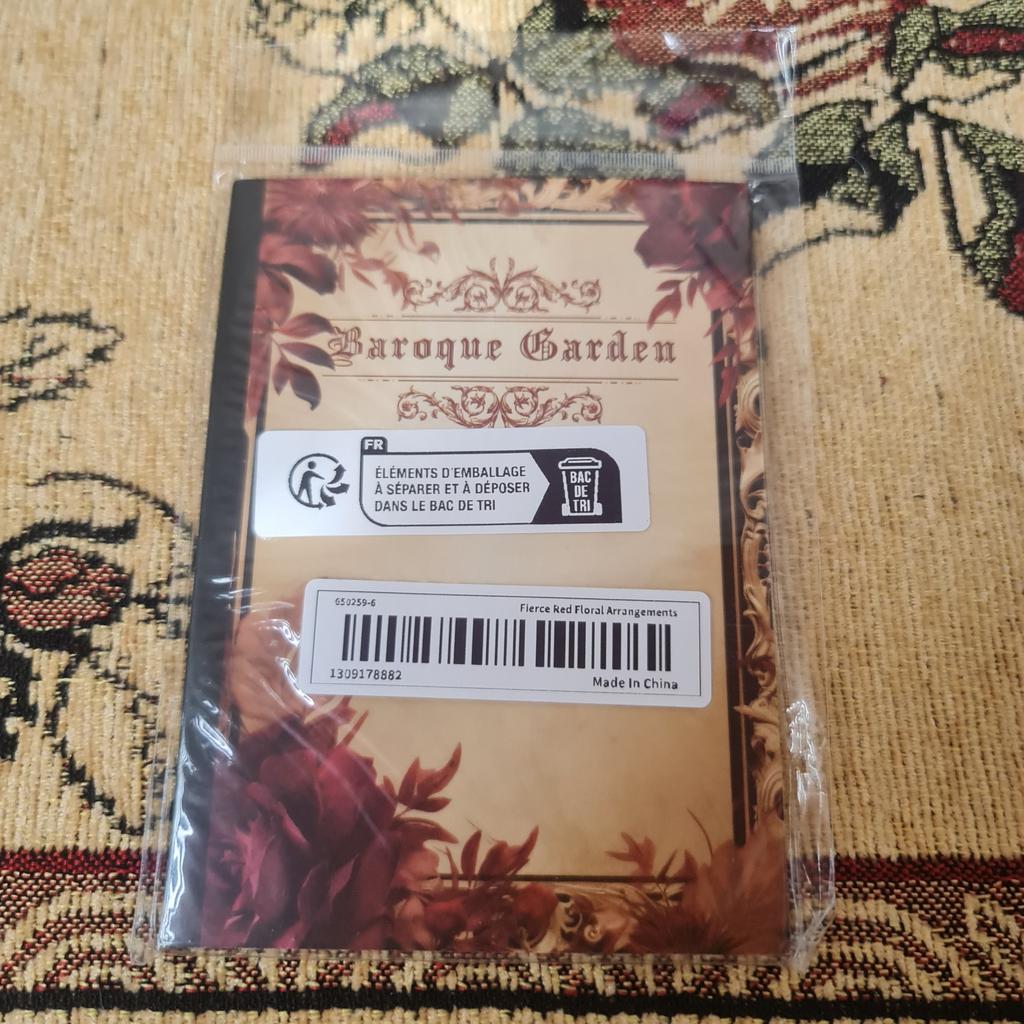 Baroque Garden
FR
ÉLÉMENTS D'EMBALLAGE
À SÉPARER ET À DÉPOSER
DANS LE BAC DE TRI
BAC
DE
TRI
G50259-6
Fierce Red Floral Arrangements
1309178882
Made In China